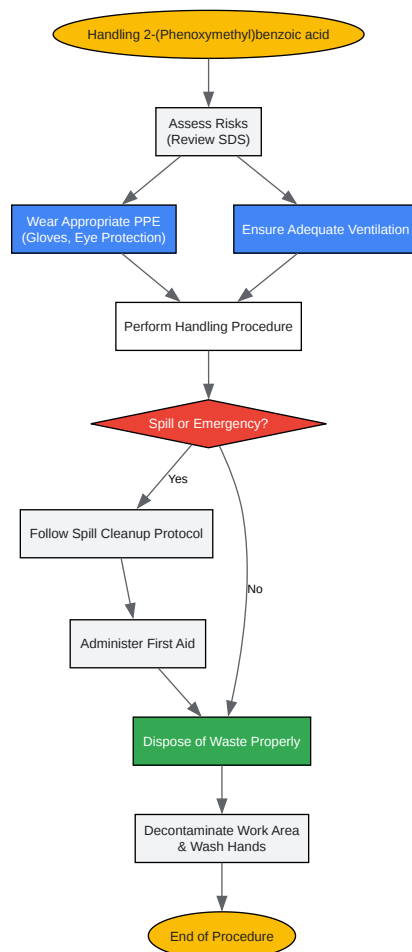 Handling 2-(Phenoxymethyl)benzoic acid
Assess Risks
(Review SDS)
Wear Appropriate PPE
(Gloves, Eye Protection)
Ensure Adequate Ventilation
Perform Handling Procedure
Spill or Emergency?
Yes
Follow Spill Cleanup Protocol
No
Administer First Aid
Dispose of Waste Properly
Decontaminate Work Area
& Wash Hands
End of Procedure